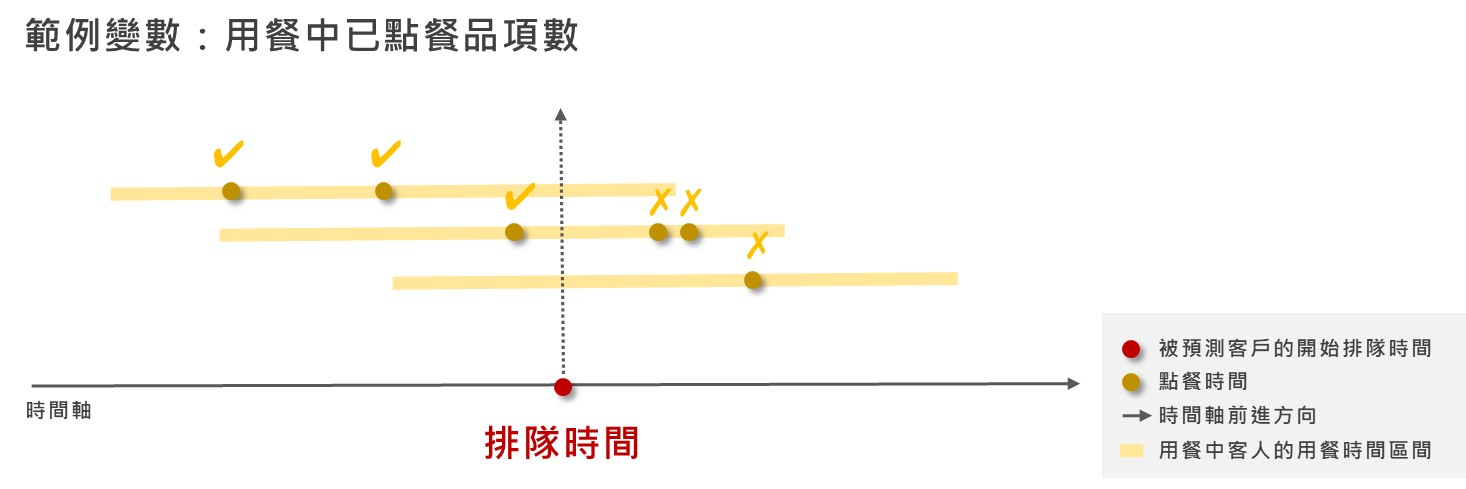 範例變數：用餐中已點餐品項數
被預測客戶的開始排隊時間
點餐時間
時間軸前進方向
用餐中客人的用餐時間區間
時間軸
排隊時間